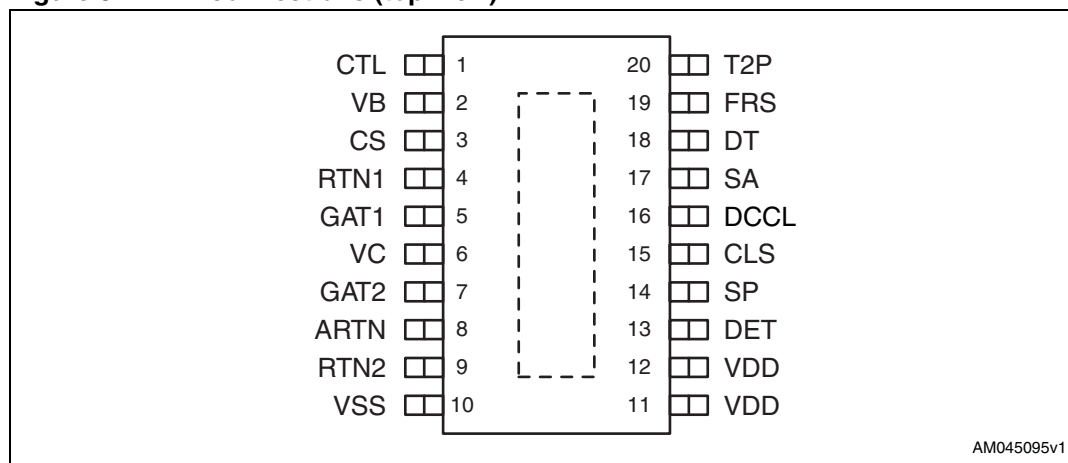 CTL 1 20 T2P
VB 2 19 FRS
CS 3 18 DT
RTN1 4 17 SA
GAT1 5 16 DCCL
VC 6 15 CLS
GAT2 7 14 SP
ARTN 8 13 DET
RTN2 9 12 VDD
VSS 10 11 VDD
AM045095v1